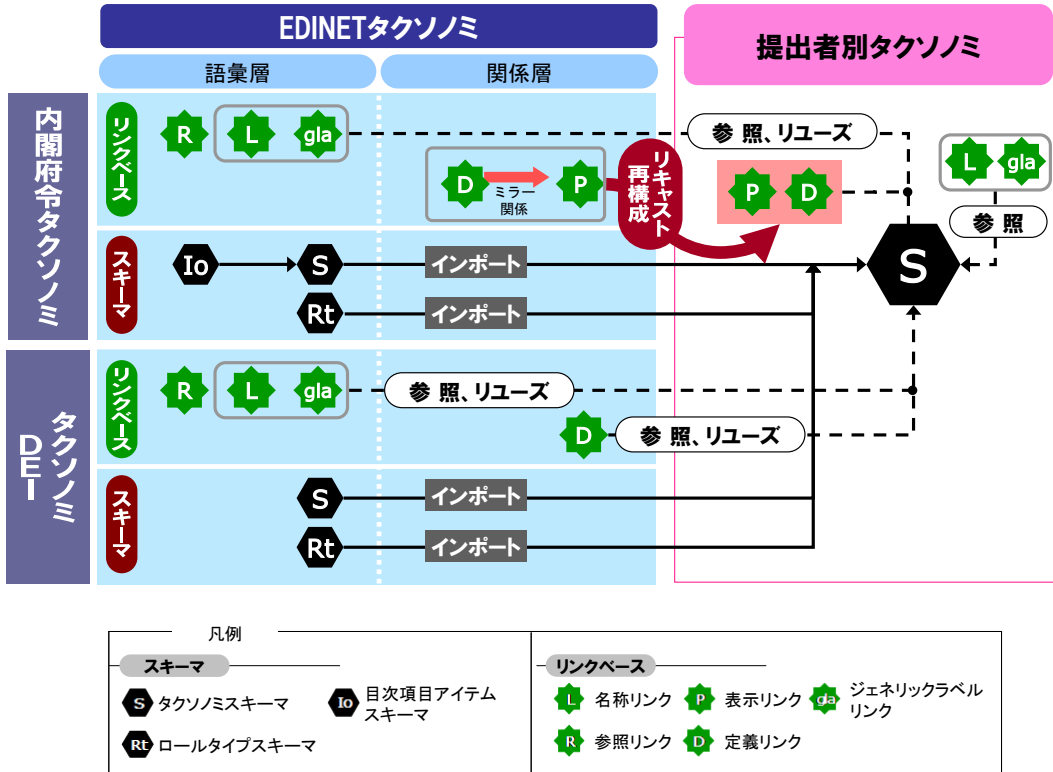 EDINETタクソノミ
提出者別タクソノミ
語彙層
関係層
内閣府令タクソノミ
リンクベース
R
L
gla
参 照、リユーズ
L
gla
D
ミラー
関係
P
リキャスト
再構成
P
D
参 照
スキーマ
Io
S
インポート
S
Rt
インポート
DEI
タクソノミ
リンクベース
R
L
gla
参 照、リユーズ
D
参 照、リユーズ
スキーマ
S
インポート
Rt
インポート
凡例
スキーマ
S タクソノミスキーマ
Io 目次項目アイテム
スキーマ
Rt ロールタイプスキーマ
リンクベース
L 名称リンク
P 表示リンク
gla ジェネリックラベル
リンク
R 参照リンク
D 定義リンク